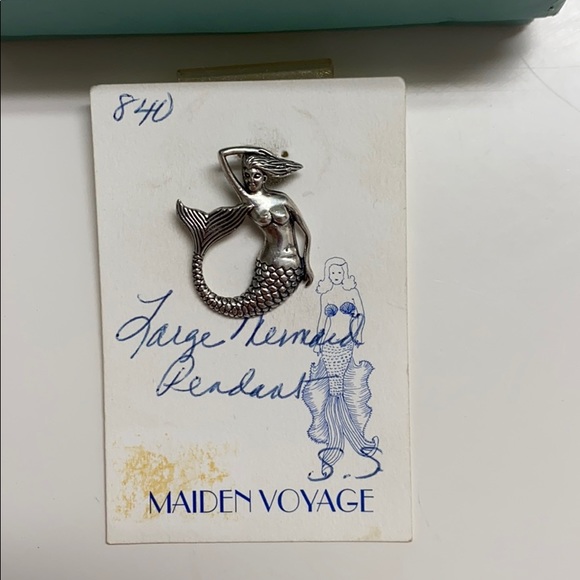 840
Large Mermaid
Pendant
S.S
MAIDEN VOYAGE